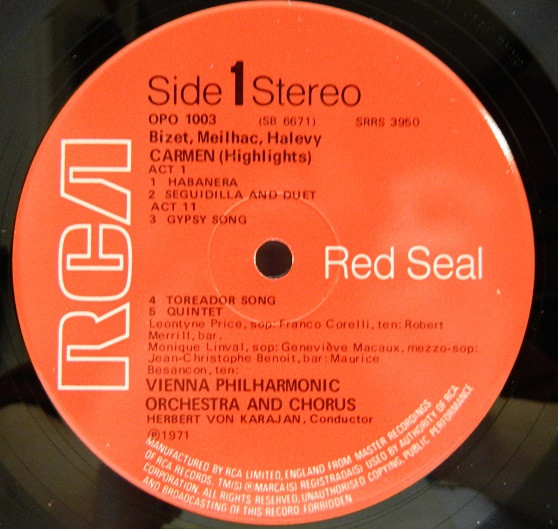 Side 1 Stereo
OPO 1003 (SB 6671) SRRS 3950
Bizet, Meilhac, Halevy
CARMEN (Highlights)
ACT 1
1 HABANERA
2 SEGUIDILLA AND DUET
ACT 11
3 GYPSY SONG
RCA
Red Seal
4 TOREADOR SONG
5 QUINTET
Leontyne Price, sop: Franco Corelli, ten: Robert
Merrill, bar.
Monique Linval, sop: Geneviève Macaux, mezzo-sop:
Jean-Christophe Benoit, bar: Maurice
Besancon, ten:
VIENNA PHILHARMONIC
ORCHESTRA AND CHORUS
HERBERT VON KARAJAN, Conductor
℗1971
MANUFACTURED BY RCA LIMITED, ENGLAND FROM MASTER RECORDINGS
OF RCA RECORDS, TM(S) ® MARCA(S) REGISTRADA(S) USED BY AUTHORITY OF RCA
CORPORATION. ALL RIGHTS RESERVED, UNAUTHORISED COPYING, PUBLIC PERFORMANCE
AND BROADCASTING OF THIS RECORD FORBIDDEN